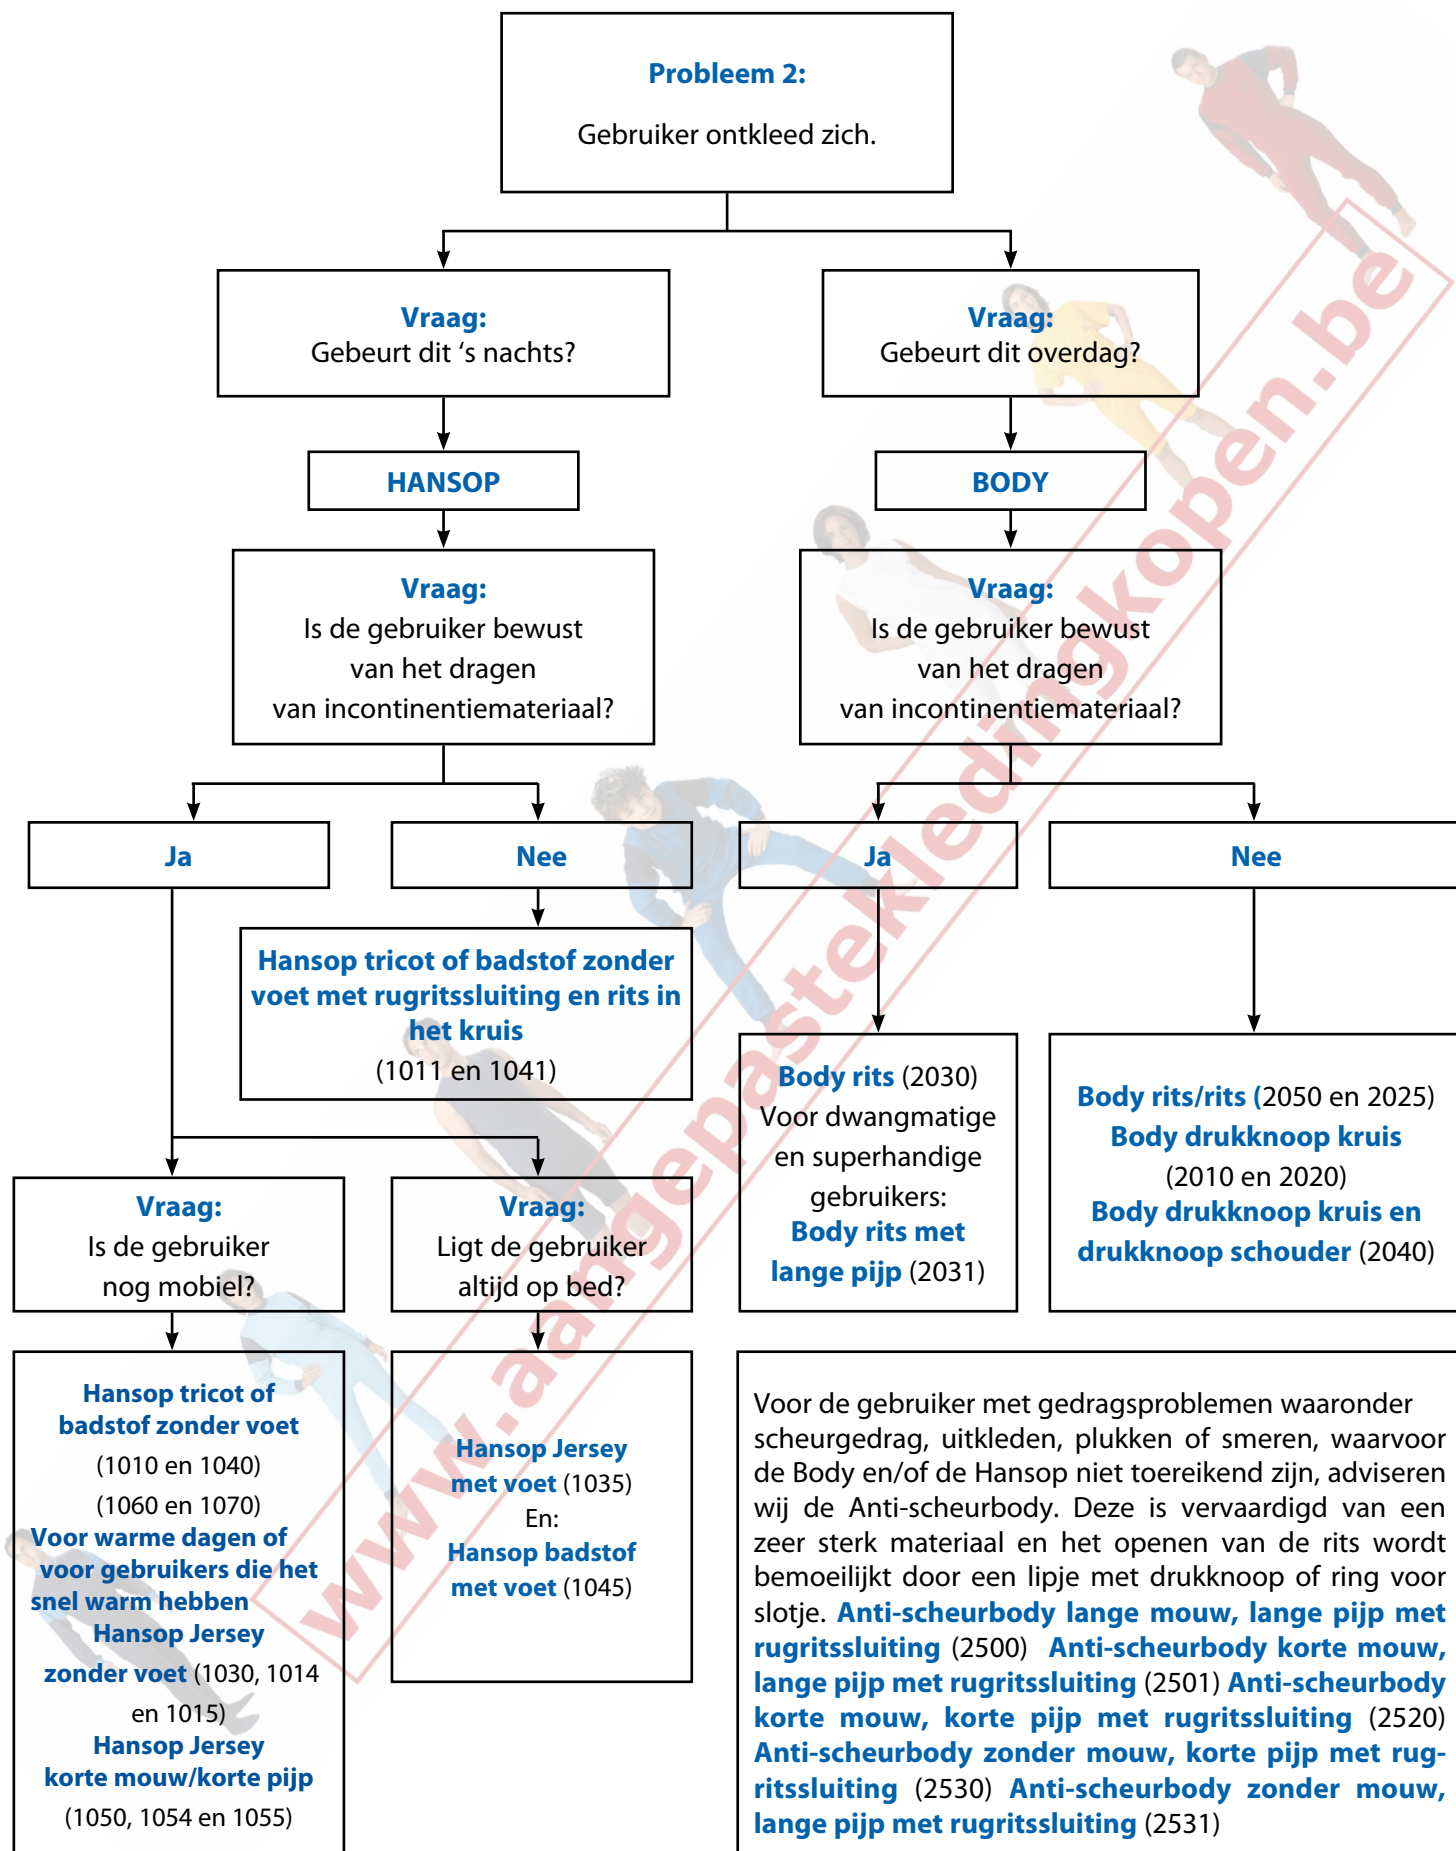 Probleem 2:
Gebruiker ontkleed zich.
Vraag:
Gebeurt dit ‘s nachts?
Vraag:
Gebeurt dit overdag?
HANSOP
BODY
Vraag:
Is de gebruiker bewust
van het dragen
van incontinentiemateriaal?
Vraag:
Is de gebruiker bewust
van het dragen
van incontinentiemateriaal?
Ja
Nee
Ja
Nee
Hansop tricot of badstof zonder
voet met rugritssluiting en rits in
het kruis
(1011 en 1041)
Body rits (2030)
Voor dwangmatige
en superhandige
gebruikers:
Body rits met
lange pijp (2031)
Body rits/rits (2050 en 2025)
Body drukknoop kruis
(2010 en 2020)
Body drukknoop kruis en
drukknoop schouder (2040)
Vraag:
Is de gebruiker
nog mobiel?
Vraag:
Ligt de gebruiker
altijd op bed?
Hansop tricot of
badstof zonder voet
(1010 en 1040)
(1060 en 1070)
Voor warme dagen of
voor gebruikers die het
snel warm hebben
Hansop Jersey
zonder voet (1030, 1014
en 1015)
Hansop Jersey
korte mouw/korte pijp
(1050, 1054 en 1055)
Hansop Jersey
met voet (1035)
En:
Hansop badstof
met voet (1045)
Voor de gebruiker met gedragsproblemen waaronder
scheurgedrag, uitkleden, plukken of smeren, waarvoor
de Body en/of de Hansop niet toereikend zijn, adviseren
wij de Anti-scheurbody. Deze is vervaardigd van een
zeer sterk materiaal en het openen van de rits wordt
bemoeilijkt door een lipje met drukknoop of ring voor
slotje. Anti-scheurbody lange mouw, lange pijp met
rugritssluiting (2500) Anti-scheurbody korte mouw,
lange pijp met rugritssluiting (2501) Anti-scheurbody
korte mouw, korte pijp met rugritssluiting (2520)
Anti-scheurbody zonder mouw, korte pijp met rug-
ritssluiting (2530) Anti-scheurbody zonder mouw,
lange pijp met rugritssluiting (2531)
www.aangepastekledingkopen.be